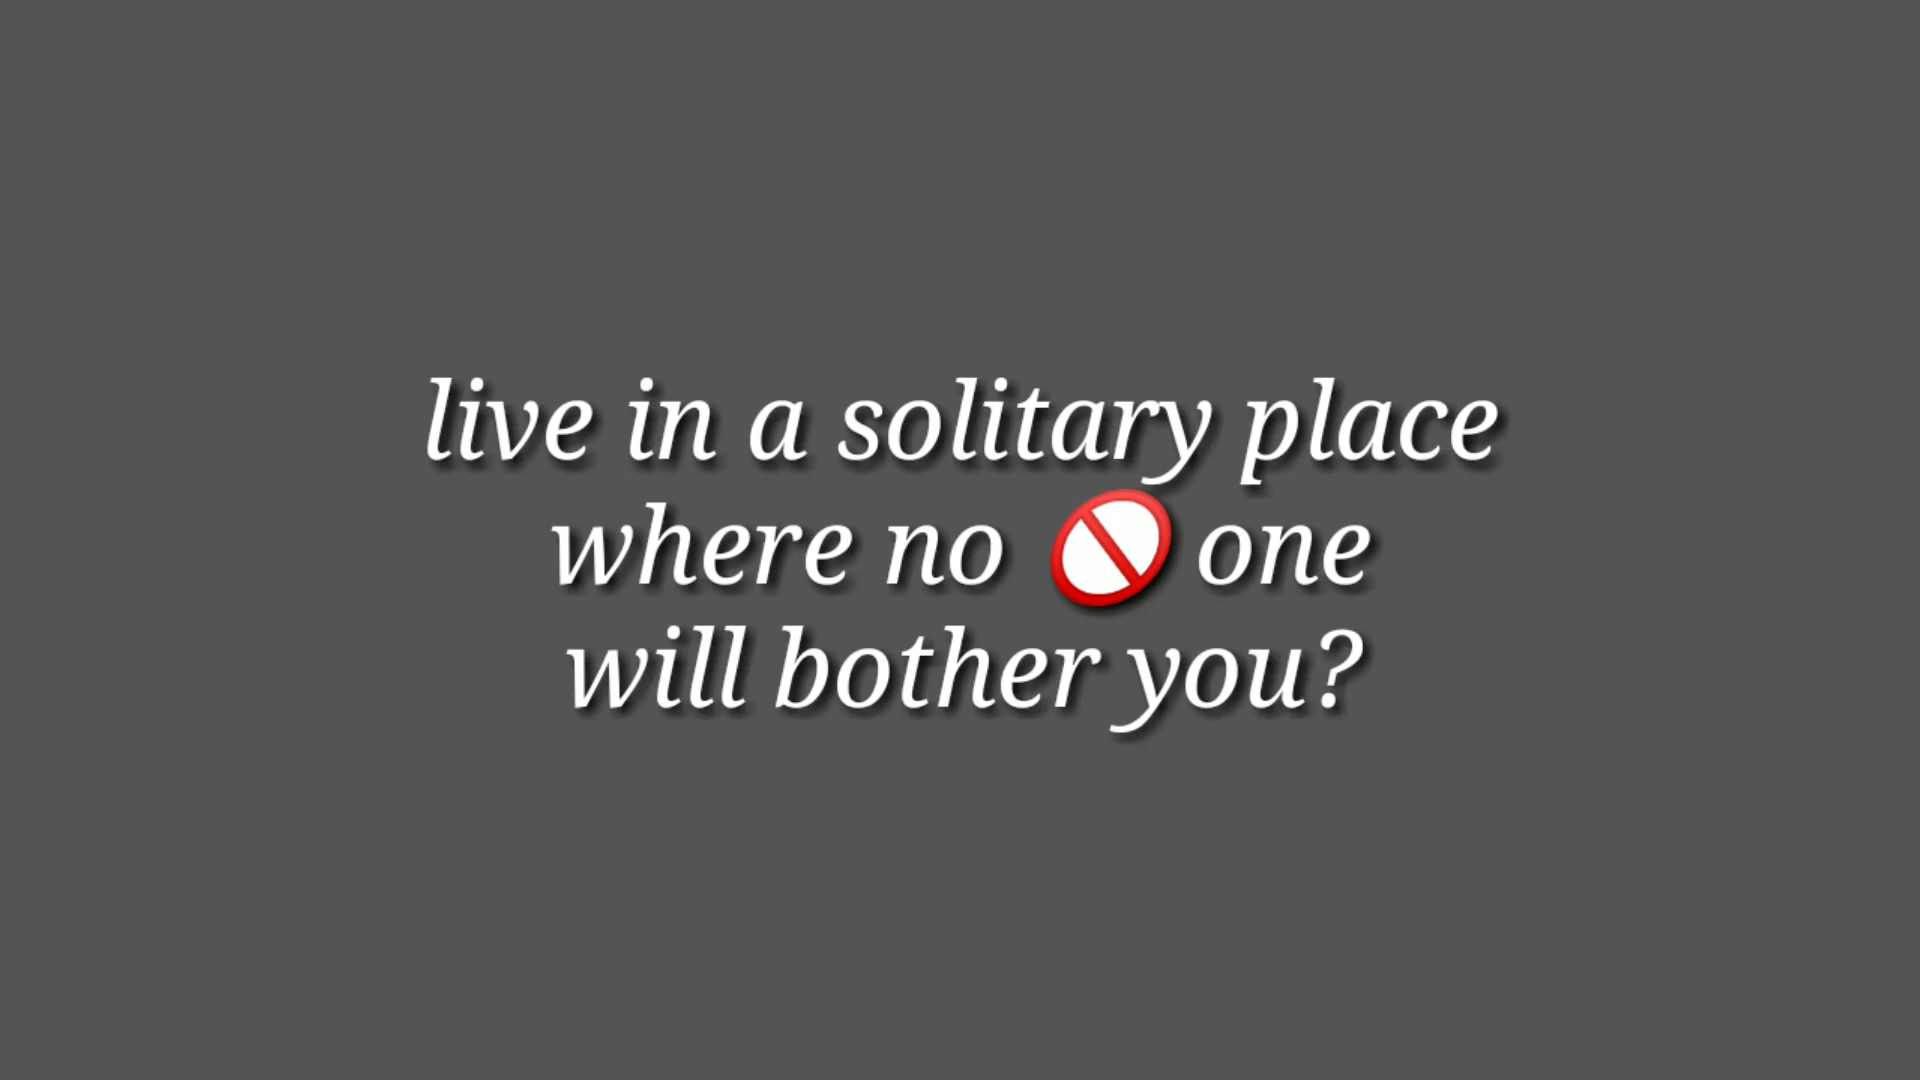 live in a solitary place
where no 🚫 one
will bother you?